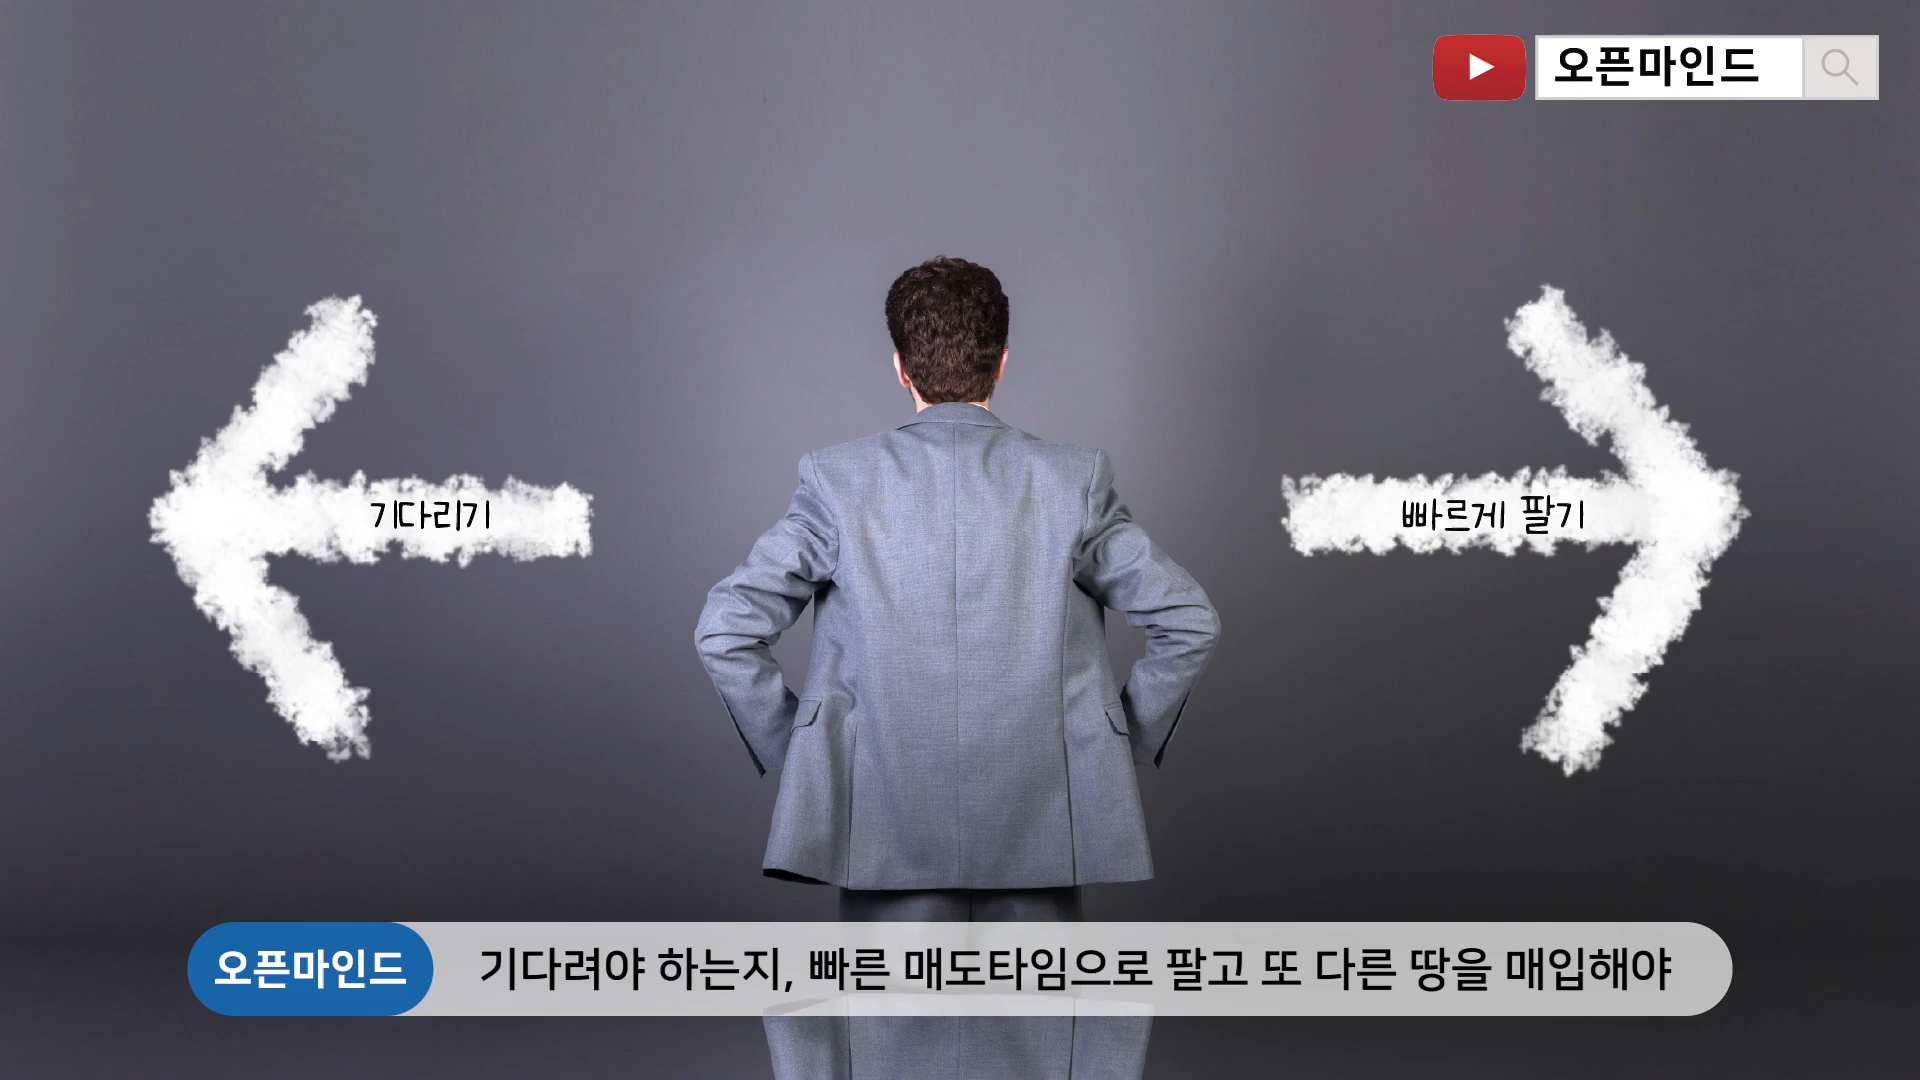 오픈마인드
기다리기
빠르게 팔기
오픈마인드
기다려야 하는지, 빠른 매도타임으로 팔고 또 다른 땅을 매입해야